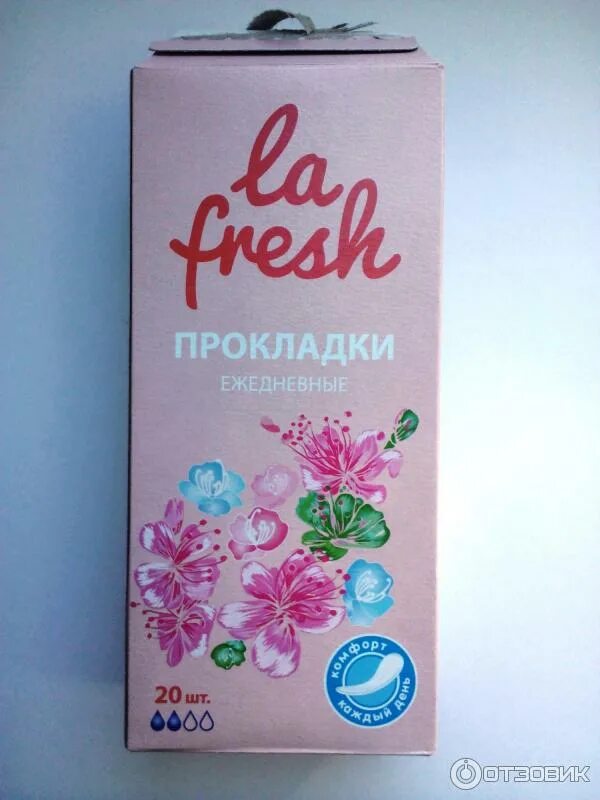 la
fresh
ПРОКЛАДКИ
ЕЖЕДНЕВНЫЕ
комфорт
каждый день
20 шт.
ОТЗОВИК